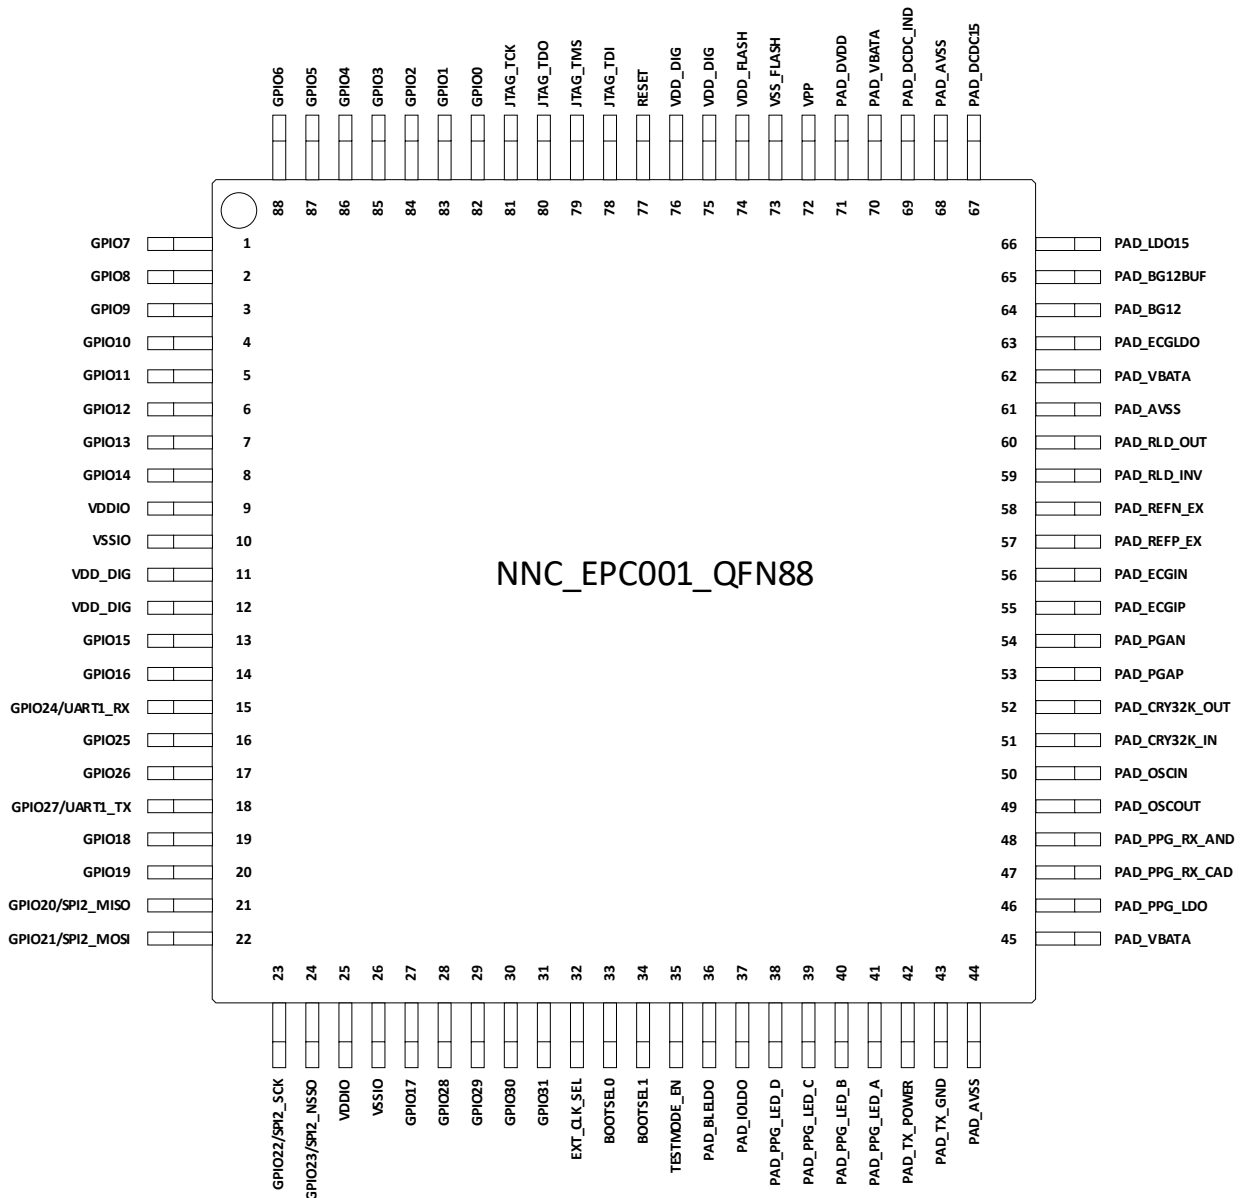 GPIO6
GPIO5
GPIO4
GPIO3
GPIO2
GPIO1
GPIO0
JTAG_TCK
JTAG_TDO
JTAG_TMS
JTAG_TDI
RESET
VDD_DIG
VDD_DIG
VDD_FLASH
VSS_FLASH
VPP
PAD_DVDD
PAD_VBATA
PAD_DCDC_IND
PAD_AVSS
PAD_DCDC15
88
87
86
85
84
83
82
81
80
79
78
77
76
75
74
73
72
71
70
69
68
67
GPIO7 1
GPIO8 2
GPIO9 3
GPIO10 4
GPIO11 5
GPIO12 6
GPIO13 7
GPIO14 8
VDDIO 9
VSSIO 10
VDD_DIG 11
VDD_DIG 12
GPIO15 13
GPIO16 14
GPIO24/UART1_RX 15
GPIO25 16
GPIO26 17
GPIO27/UART1_TX 18
GPIO18 19
GPIO19 20
GPIO20/SPI2_MISO 21
GPIO21/SPI2_MOSI 22
NNC_EPC001_QFN88
66 PAD_LDO15
65 PAD_BG12BUF
64 PAD_BG12
63 PAD_ECGLDO
62 PAD_VBATA
61 PAD_AVSS
60 PAD_RLD_OUT
59 PAD_RLD_INV
58 PAD_REFN_EX
57 PAD_REFP_EX
56 PAD_ECGIN
55 PAD_ECGIP
54 PAD_PGAN
53 PAD_PGAP
52 PAD_CRY32K_OUT
51 PAD_CRY32K_IN
50 PAD_OSCIN
49 PAD_OSCOUT
48 PAD_PPG_RX_AND
47 PAD_PPG_RX_CAD
46 PAD_PPG_LDO
45 PAD_VBATA
23
24
25
26
27
28
29
30
31
32
33
34
35
36
37
38
39
40
41
42
43
44
GPIO22/SPI2_SCK
GPIO23/SPI2_NSSO
VDDIO
VSSIO
GPIO17
GPIO28
GPIO29
GPIO30
GPIO31
EXT_CLK_SEL
BOOTSEL0
BOOTSEL1
TESTMODE_EN
PAD_BLELDO
PAD_IOLDO
PAD_PPG_LED_D
PAD_PPG_LED_C
PAD_PPG_LED_B
PAD_PPG_LED_A
PAD_TX_POWER
PAD_TX_GND
PAD_AVSS